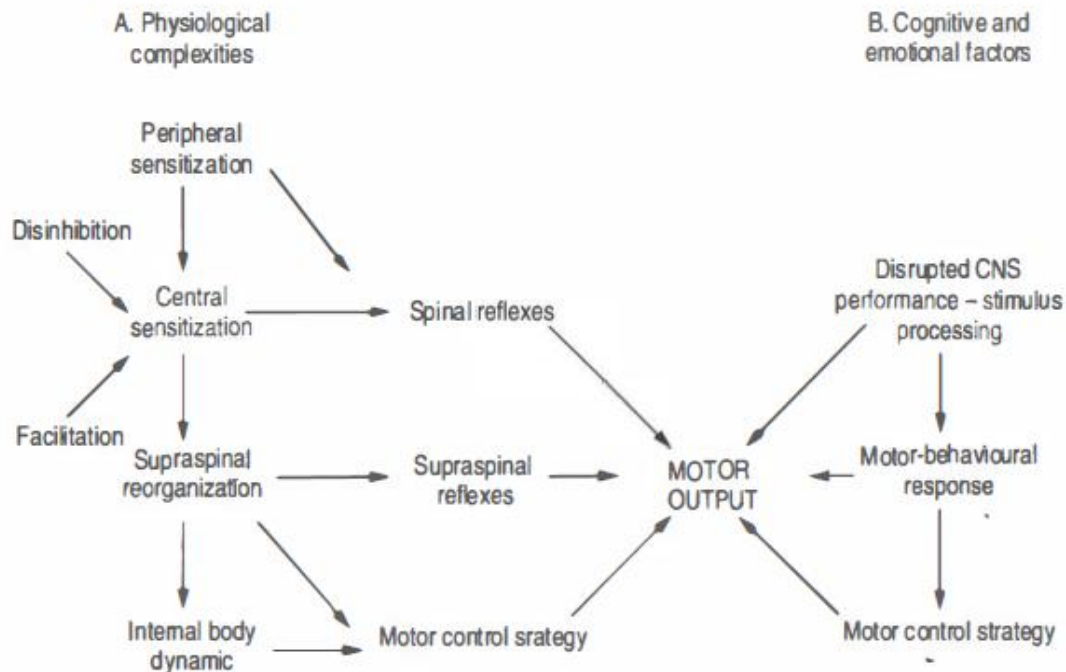 A. Physiological
complexities
B. Cognitive and
emotional factors
Peripheral
sensitization
Disinhibition
Central
sensitization
Spinal reflexes
Disrupted CNS
performance – stimulus
processing
Facilitation
Supraspinal
reorganization
Supraspinal
reflexes
MOTOR
OUTPUT
Motor-behavioural
response
Internal body
dynamic
Motor control srategy
Motor control strategy